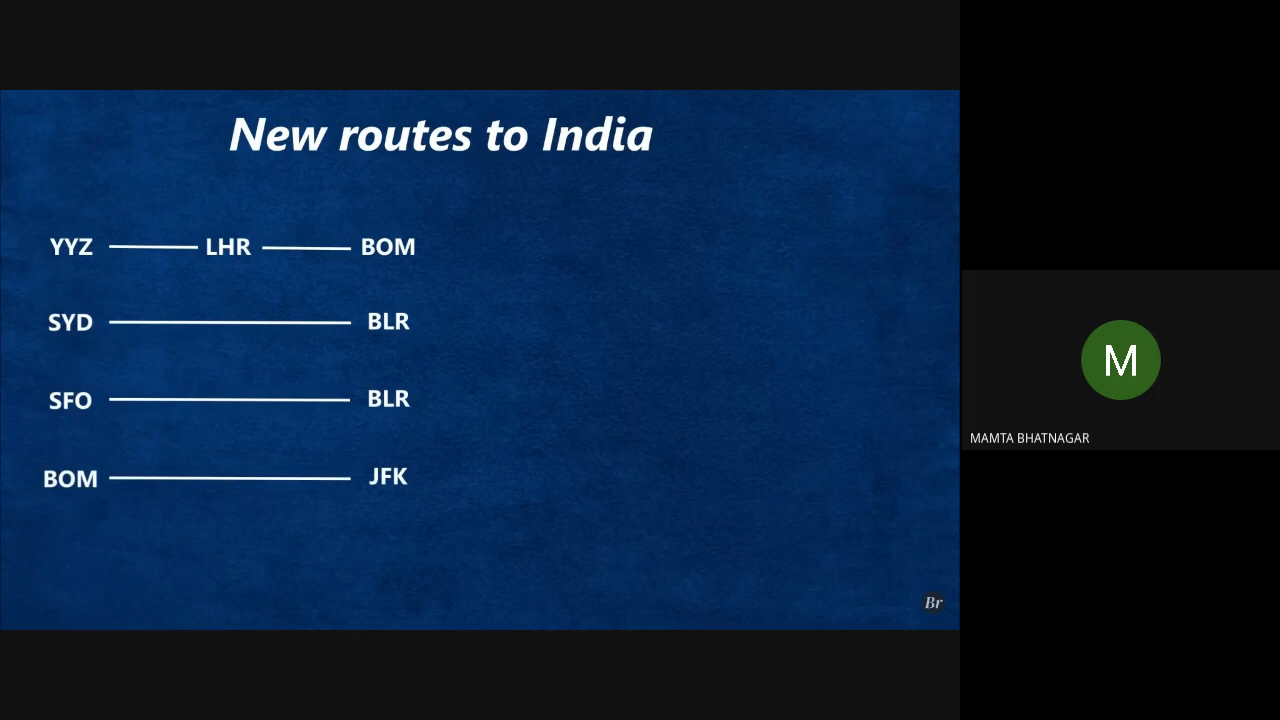 New routes to India
YYZ LHR BOM
SYD BLR
SFO BLR
BOM JFK
Br
M
MAMTA BHATNAGAR